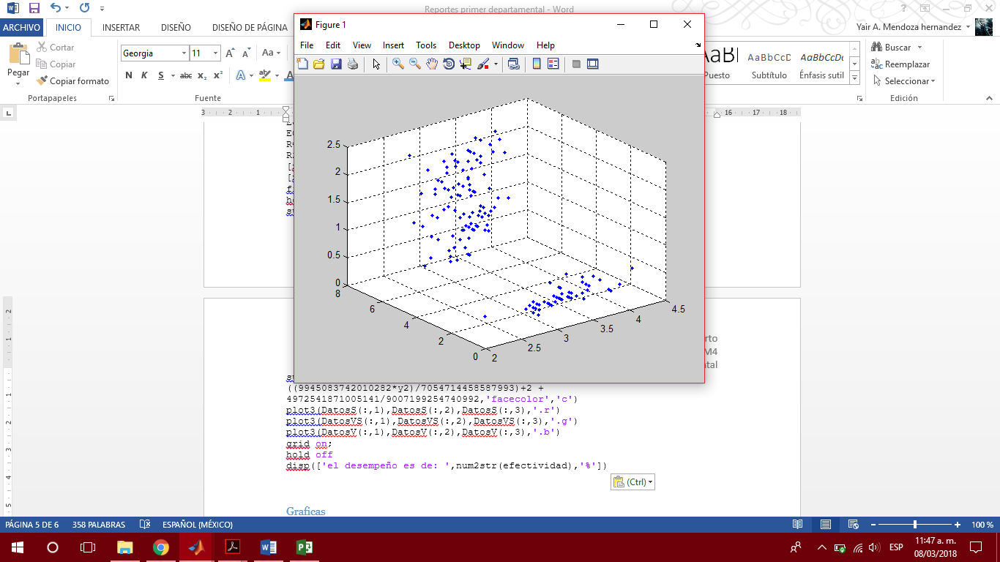 Reportes primer departamental - Word
ARCHIVO INICIO INSERTAR DISEÑO DISEÑO DE PÁGINA
Yair A. Mendoza hernandez
Pegar
Cortar
Copiar
Copiar formato
Portapapeles
Georgia 11
Aa
N K S abc x₂ x²
Fuente
AaBbCcD AaBbCcDc
Puesto Subtítulo Énfasis sutil
Buscar
Reemplazar
Seleccionar
Edición
Figure 1
File Edit View Insert Tools Desktop Window Help
3 2 1
16 17 18
2.5
2
1.5
1
0.5
0
8
6
4
2
0
2
2.5
3
3.5
4
4.5
((9945083742010282*y2)/7054714458587993)+2 +
4972541871005141/9007199254740992,'facecolor','c')
plot3(DatosS(:,1),DatosS(:,2),DatosS(:,3),'.r')
plot3(DatosVS(:,1),DatosVS(:,2),DatosVS(:,3),'.g')
plot3(DatosV(:,1),DatosV(:,2),DatosV(:,3),'.b')
grid on;
hold off
disp(['el desempeño es de: ',num2str(efectividad),'%'])
(Ctrl)
Graficas
PÁGINA 5 DE 6 358 PALABRAS ESPAÑOL (MÉXICO) 100 %
ESP
11:47 a. m.
08/03/2018